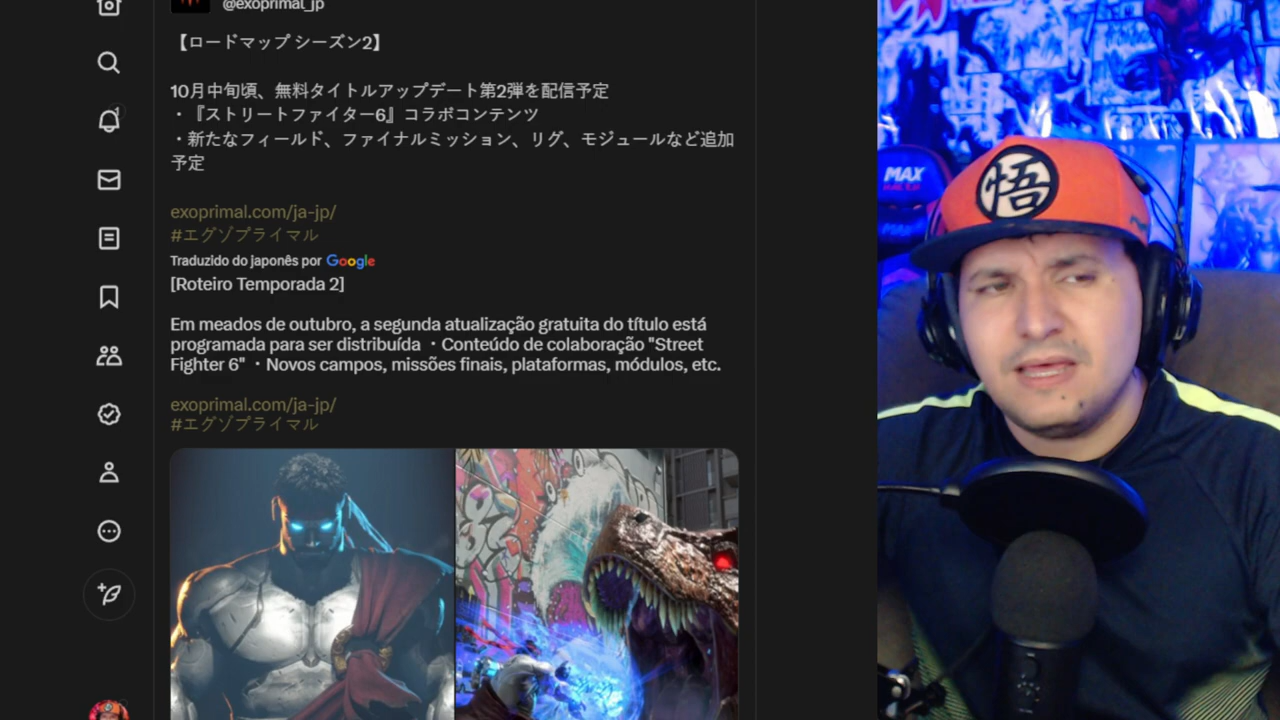 @exoprimal_jp
【ロードマップ シーズン2】
10月中旬頃、無料タイトルアップデート第2弾を配信予定
・『ストリートファイター6』コラボコンテンツ
・新たなフィールド、ファイナルミッション、リグ、モジュールなど追加
予定
exoprimal.com/ja-jp/
#エグゾプライマル
Traduzido do japonês por Google
[Roteiro Temporada 2]
Em meados de outubro, a segunda atualização gratuita do título está
programada para ser distribuída ・Conteúdo de colaboração "Street
Fighter 6" ・Novos campos, missões finais, plataformas, módulos, etc.
exoprimal.com/ja-jp/
#エグゾプライマル
MAX
悟